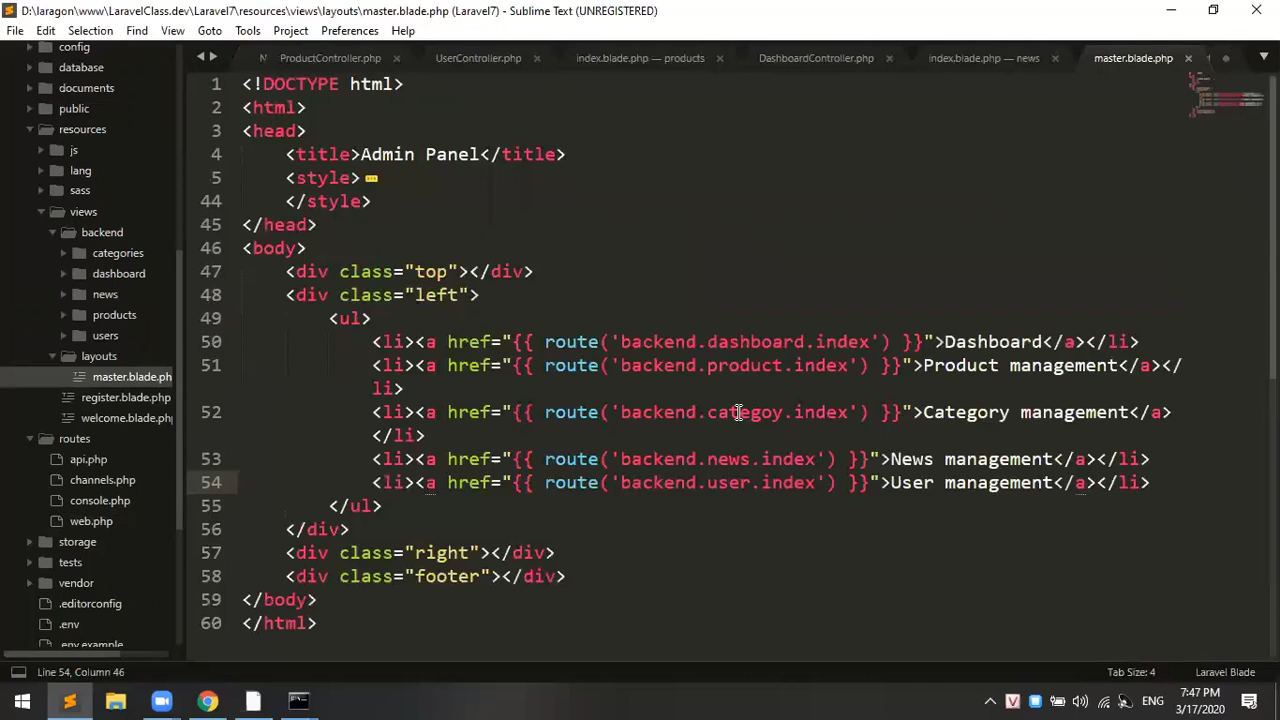 D:\laragon\www\LaravelClass.dev\Laravel7\resources\views\layouts\master.blade.php (Laravel7) - Sublime Text (UNREGISTERED)
File Edit Selection Find View Goto Tools Project Preferences Help
ProductController.php UserController.php index.blade.php — products DashboardController.php index.blade.php — news master.blade.php
config
database
documents
public
resources
js
lang
sass
views
backend
categories
dashboard
news
products
users
layouts
master.blade.ph
register.blade.ph
welcome.blade.ph
routes
api.php
channels.php
console.php
web.php
storage
tests
vendor
.editorconfig
.env
.env.example
1 <!DOCTYPE html>
2 <html>
3 <head>
4 <title>Admin Panel</title>
5 <style>
44 </style>
45 </head>
46 <body>
47 <div class="top"></div>
48 <div class="left">
49 <ul>
50 <li><a href="{{ route('backend.dashboard.index') }}">Dashboard</a></li>
51 <li><a href="{{ route('backend.product.index') }}">Product management</a></
li>
52 <li><a href="{{ route('backend.categoy.index') }}">Category management</a>
</li>
53 <li><a href="{{ route('backend.news.index') }}">News management</a></li>
54 <li><a href="{{ route('backend.user.index') }}">User management</a></li>
55 </ul>
56 </div>
57 <div class="right"></div>
58 <div class="footer"></div>
59 </body>
60 </html>
Line 54, Column 46 Tab Size: 4 Laravel Blade
ENG 7:47 PM
3/17/2020